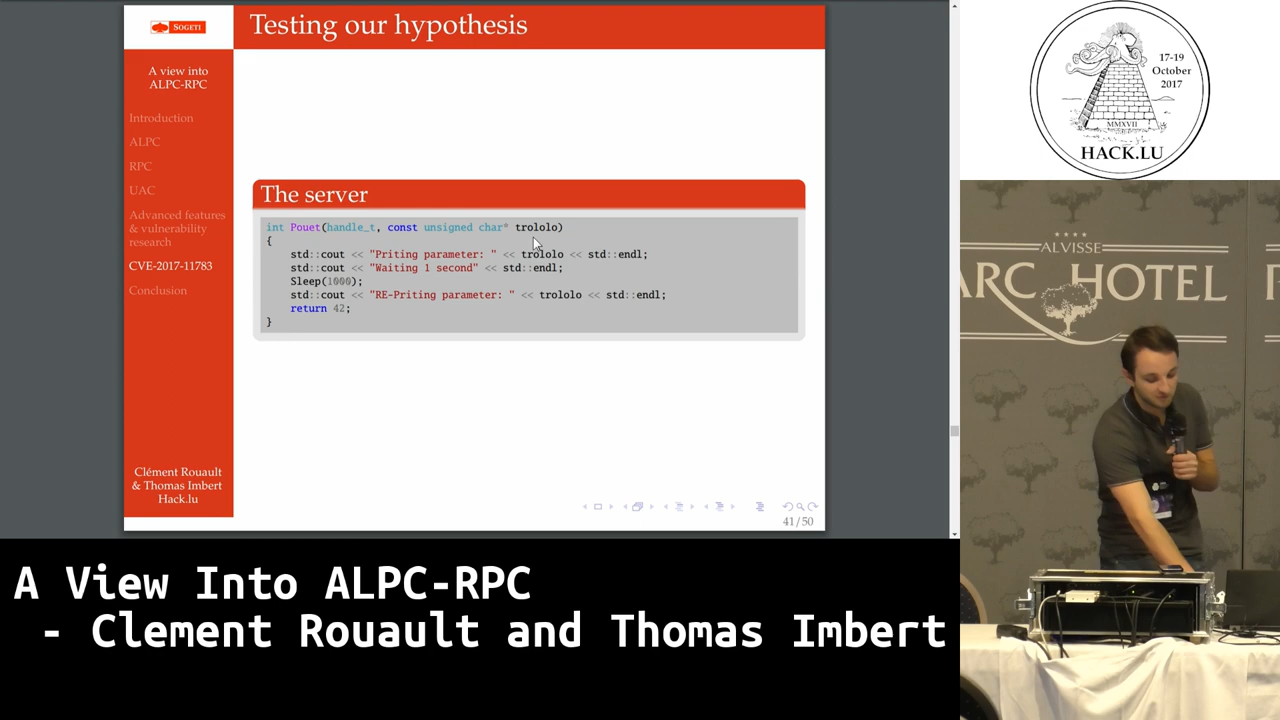 SOGETI
Testing our hypothesis
A view into
ALPC-RPC
Introduction
ALPC
RPC
UAC
Advanced features
& vulnerability
research
CVE-2017-11783
Conclusion
Clément Rouault
& Thomas Imbert
Hack.lu
The server
int Pouet(handle_t, const unsigned char* trololo)
{
std::cout << "Priting parameter: " << trololo << std::endl;
std::cout << "Waiting 1 second" << std::endl;
Sleep(1000);
std::cout << "RE-Priting parameter: " << trololo << std::endl;
return 42;
}
41/50
17-19
October
2017
MMXVII
HACK.LU
ALVISSE
ARC HOTEL
A View Into ALPC-RPC
- Clement Rouault and Thomas Imbert